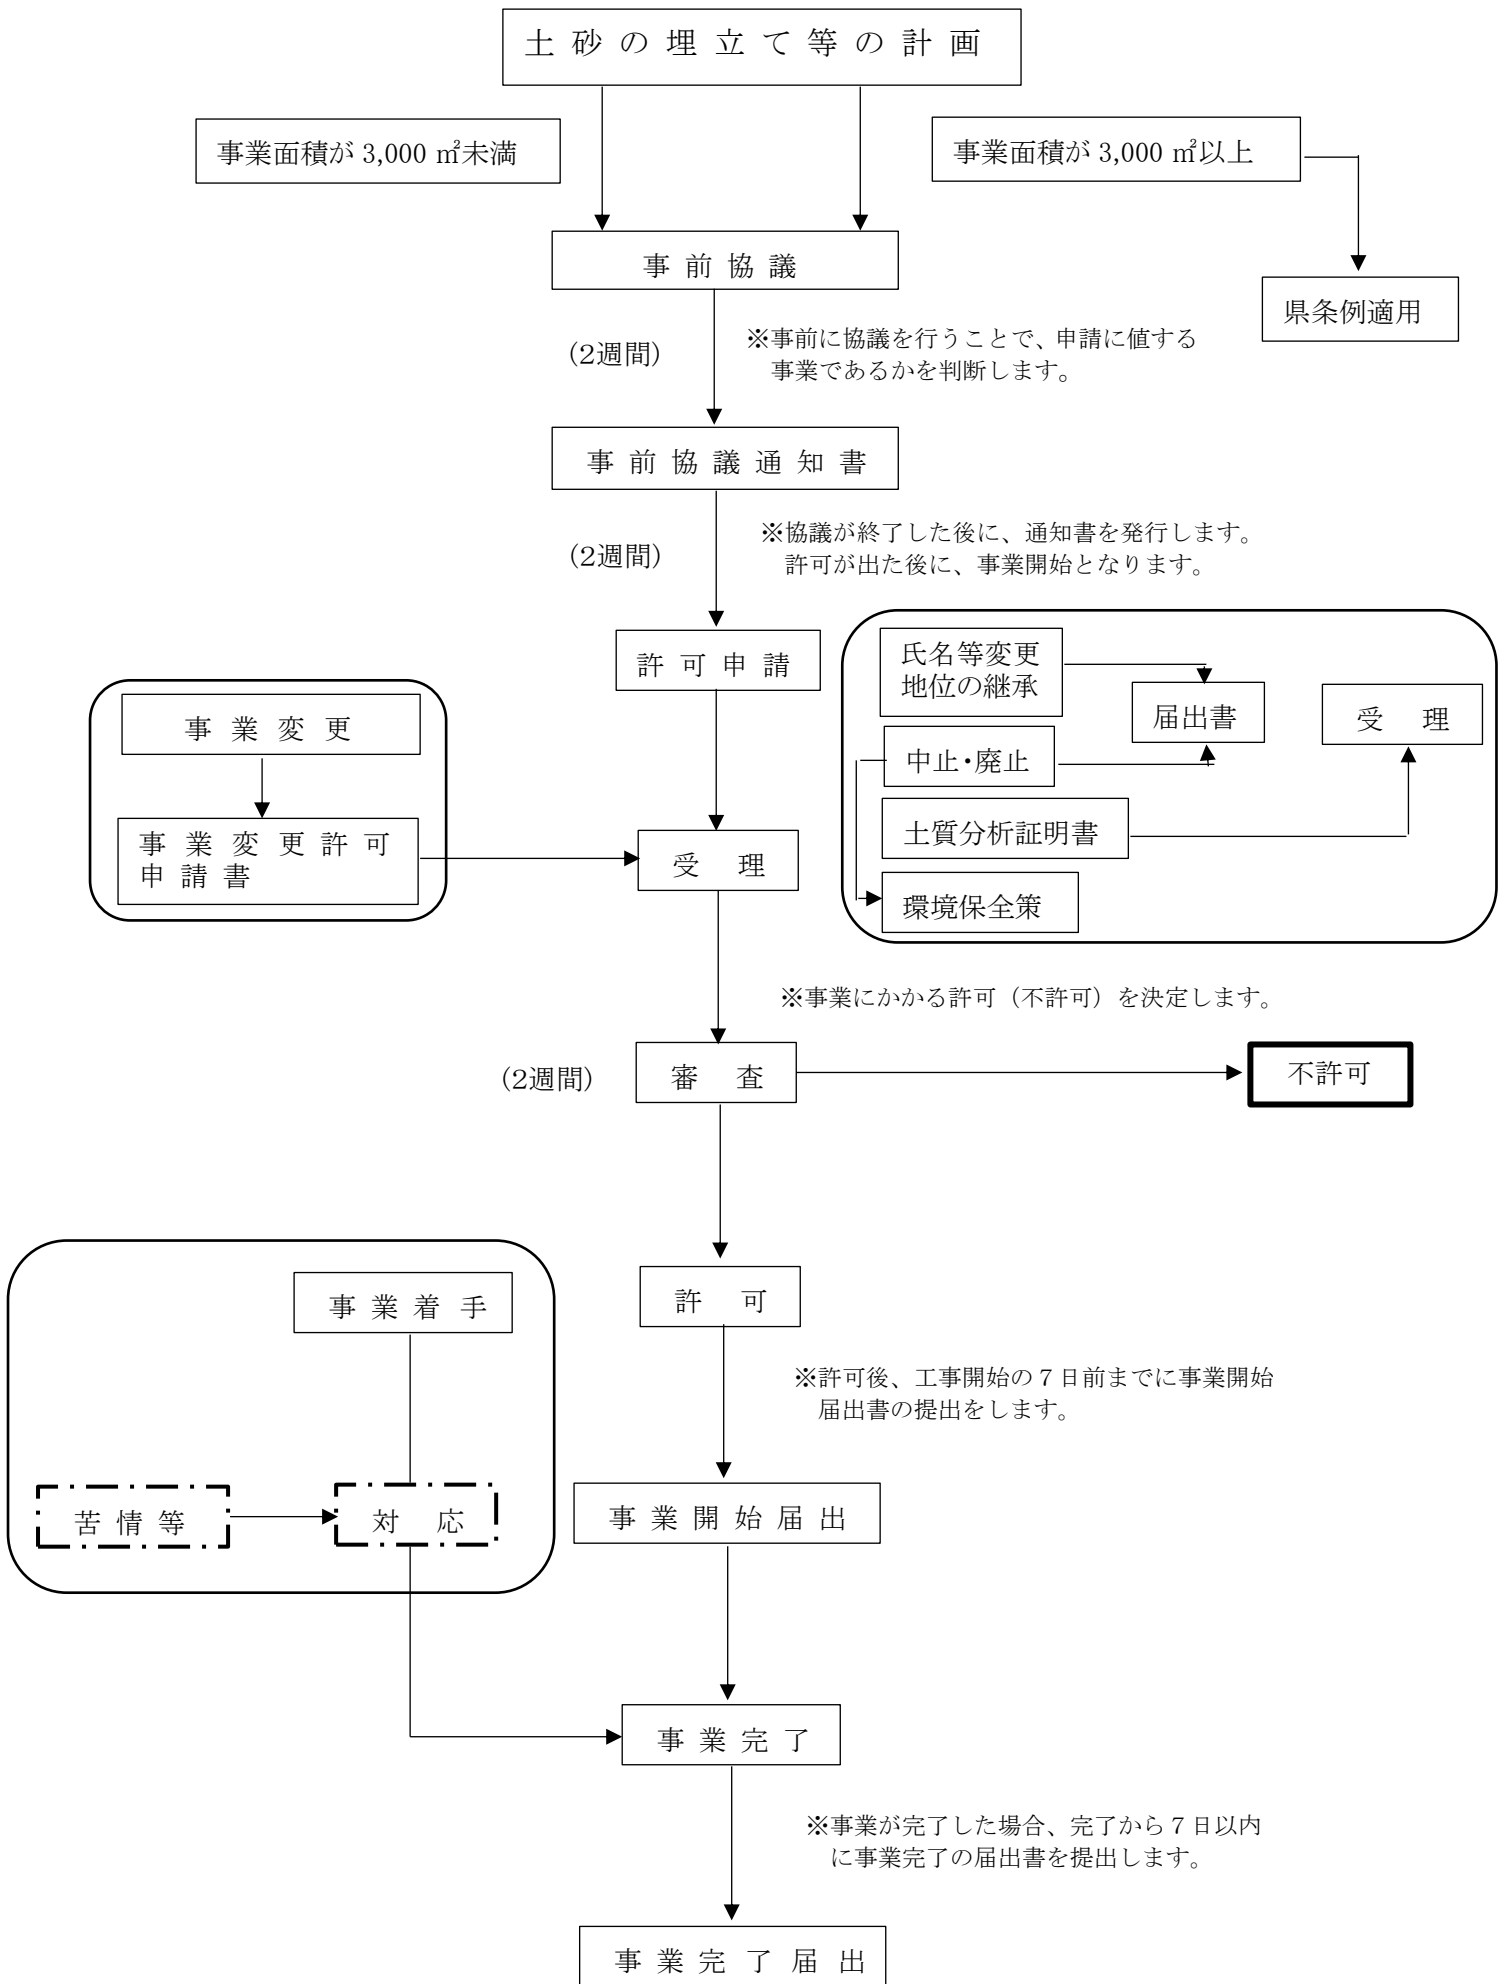 土砂の埋立て等の計画
事業面積が 3,000 ㎡未満
事業面積が 3,000 ㎡以上
事前協議
県条例適用
(2週間)
※事前に協議を行うことで、申請に値する
事業であるかを判断します。
事前協議通知書
(2週間)
※協議が終了した後に、通知書を発行します。
許可が出た後に、事業開始となります。
許可申請
氏名等変更
地位の継承
届出書
受 理
中止・廃止
土質分析証明書
環境保全策
事業変更
事業変更許可
申請書
受 理
※事業にかかる許可（不許可）を決定します。
(2週間)
審 査
不許可
事業着手
許 可
※許可後、工事開始の７日前までに事業開始
届出書の提出をします。
苦情等
対 応
事業開始届出
事業完了
※事業が完了した場合、完了から７日以内
に事業完了の届出書を提出します。
事業完了届出